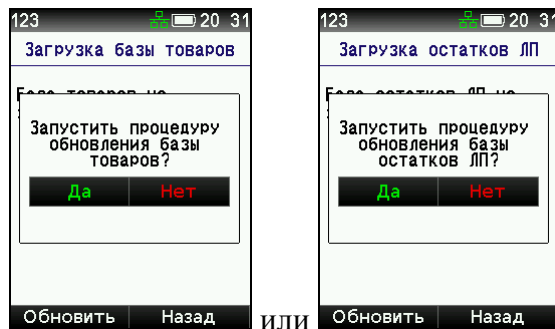 123 20 31
Загрузка базы товаров
Запустить процедуру
обновления базы
товаров?
Да Нет
Обновить Назад
или
123 20 31
Загрузка остатков ЛП
Запустить процедуру
обновления базы
остатков ЛП?
Да Нет
Обновить Назад